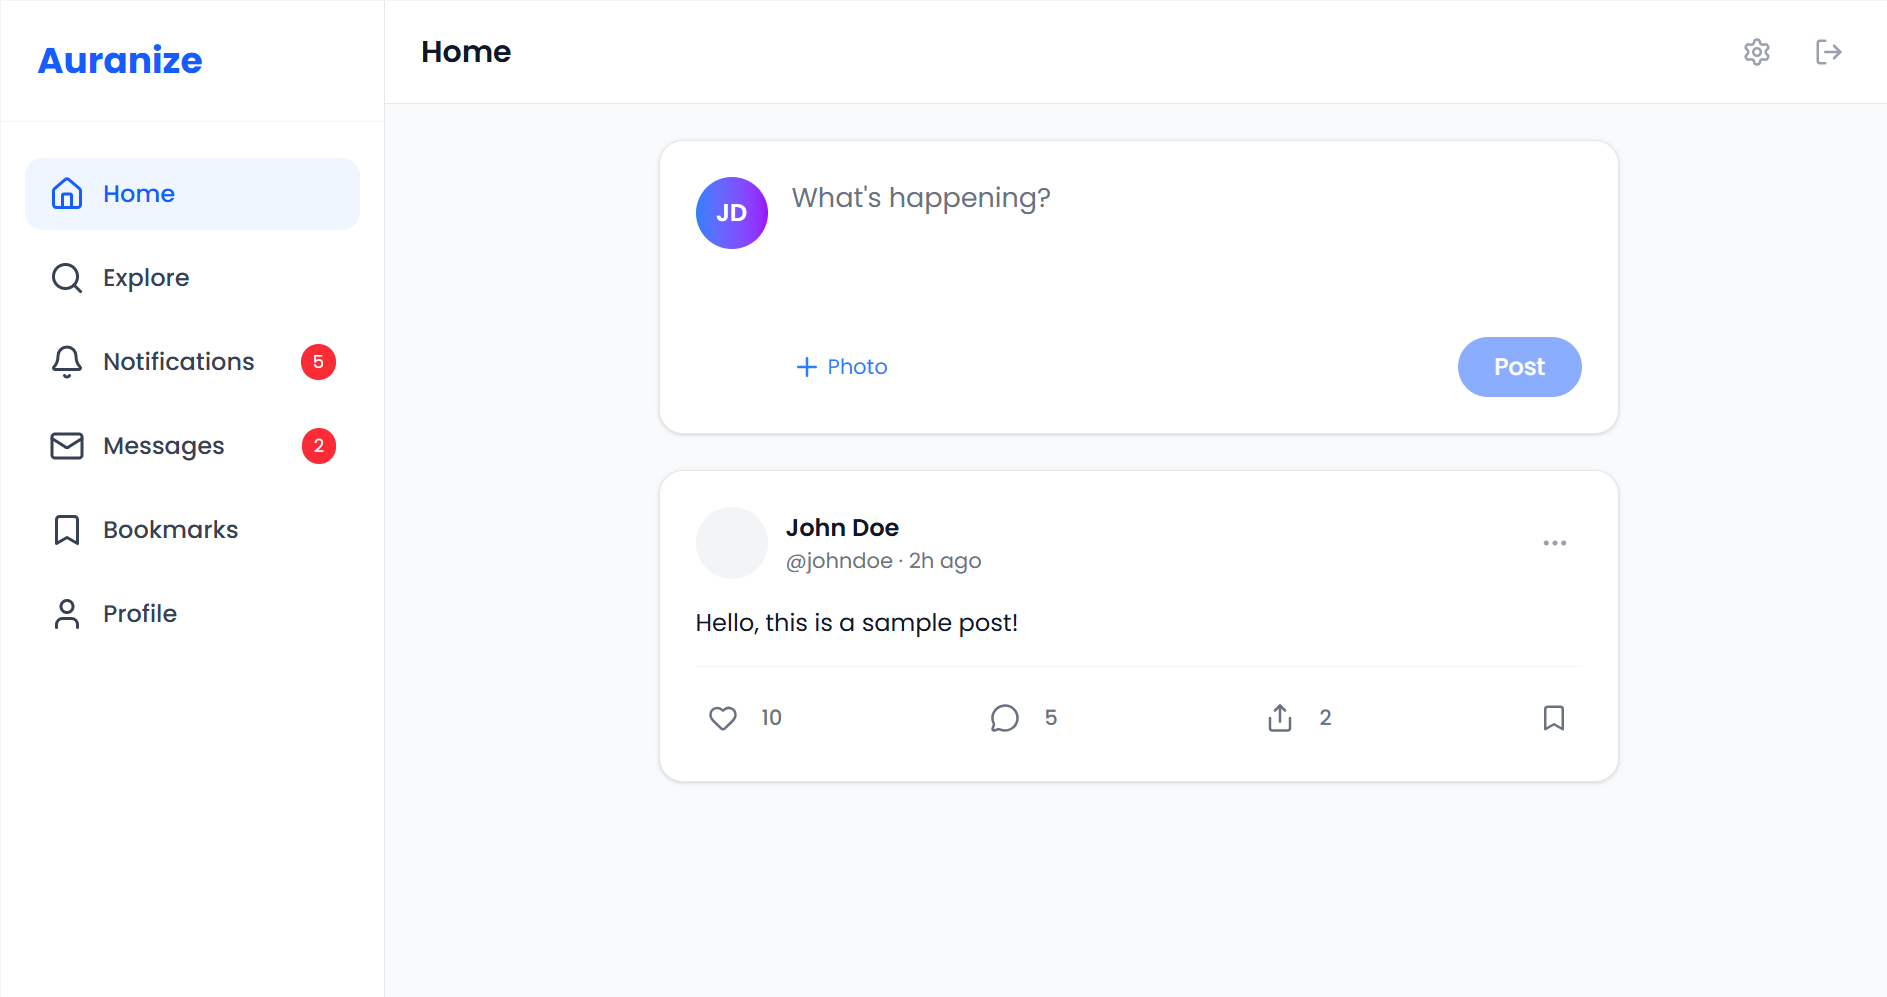 Auranize
Home
Explore
Notifications 5
Messages 2
Bookmarks
Profile
Home
JD
What's happening?
Photo
Post
John Doe
@johndoe · 2h ago
Hello, this is a sample post!
10 5 2